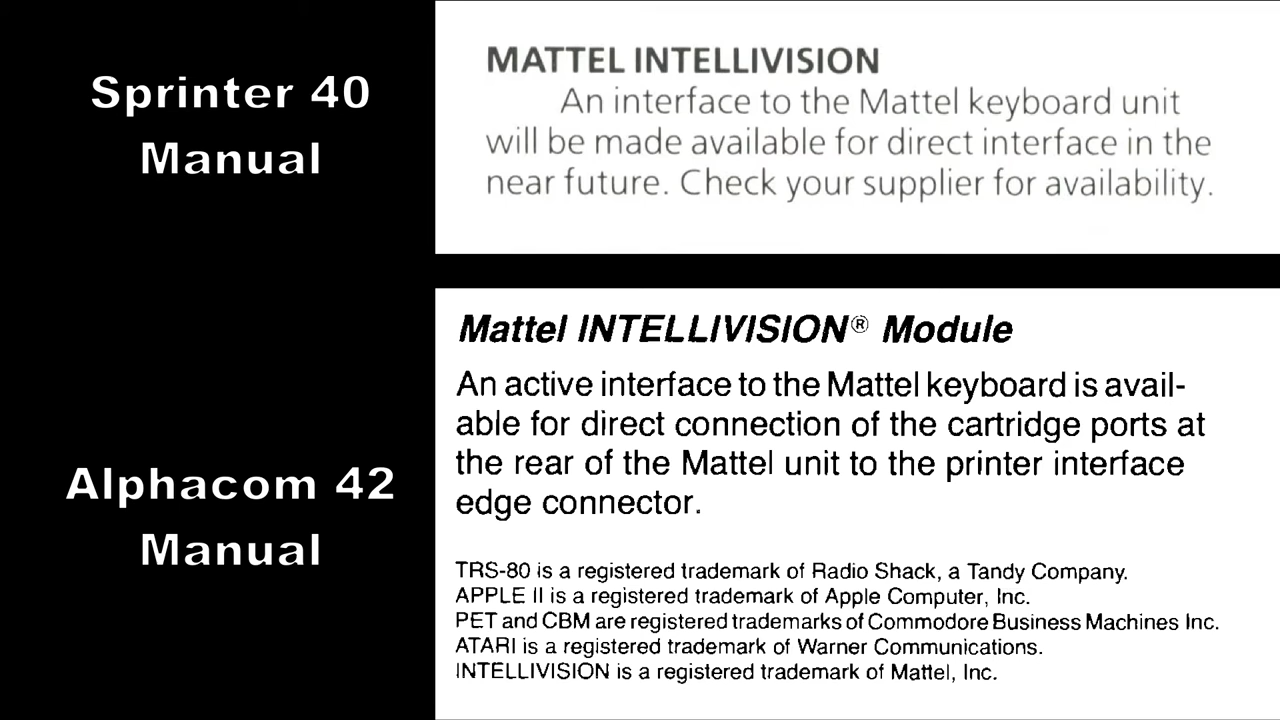 Sprinter 40
Manual
MATTEL INTELLIVISION
An interface to the Mattel keyboard unit
will be made available for direct interface in the
near future. Check your supplier for availability.
Alphacom 42
Manual
Mattel INTELLIVISION® Module
An active interface to the Mattel keyboard is avail-
able for direct connection of the cartridge ports at
the rear of the Mattel unit to the printer interface
edge connector.
TRS-80 is a registered trademark of Radio Shack, a Tandy Company.
APPLE II is a registered trademark of Apple Computer, Inc.
PET and CBM are registered trademarks of Commodore Business Machines Inc.
ATARI is a registered trademark of Warner Communications.
INTELLIVISION is a registered trademark of Mattel, Inc.